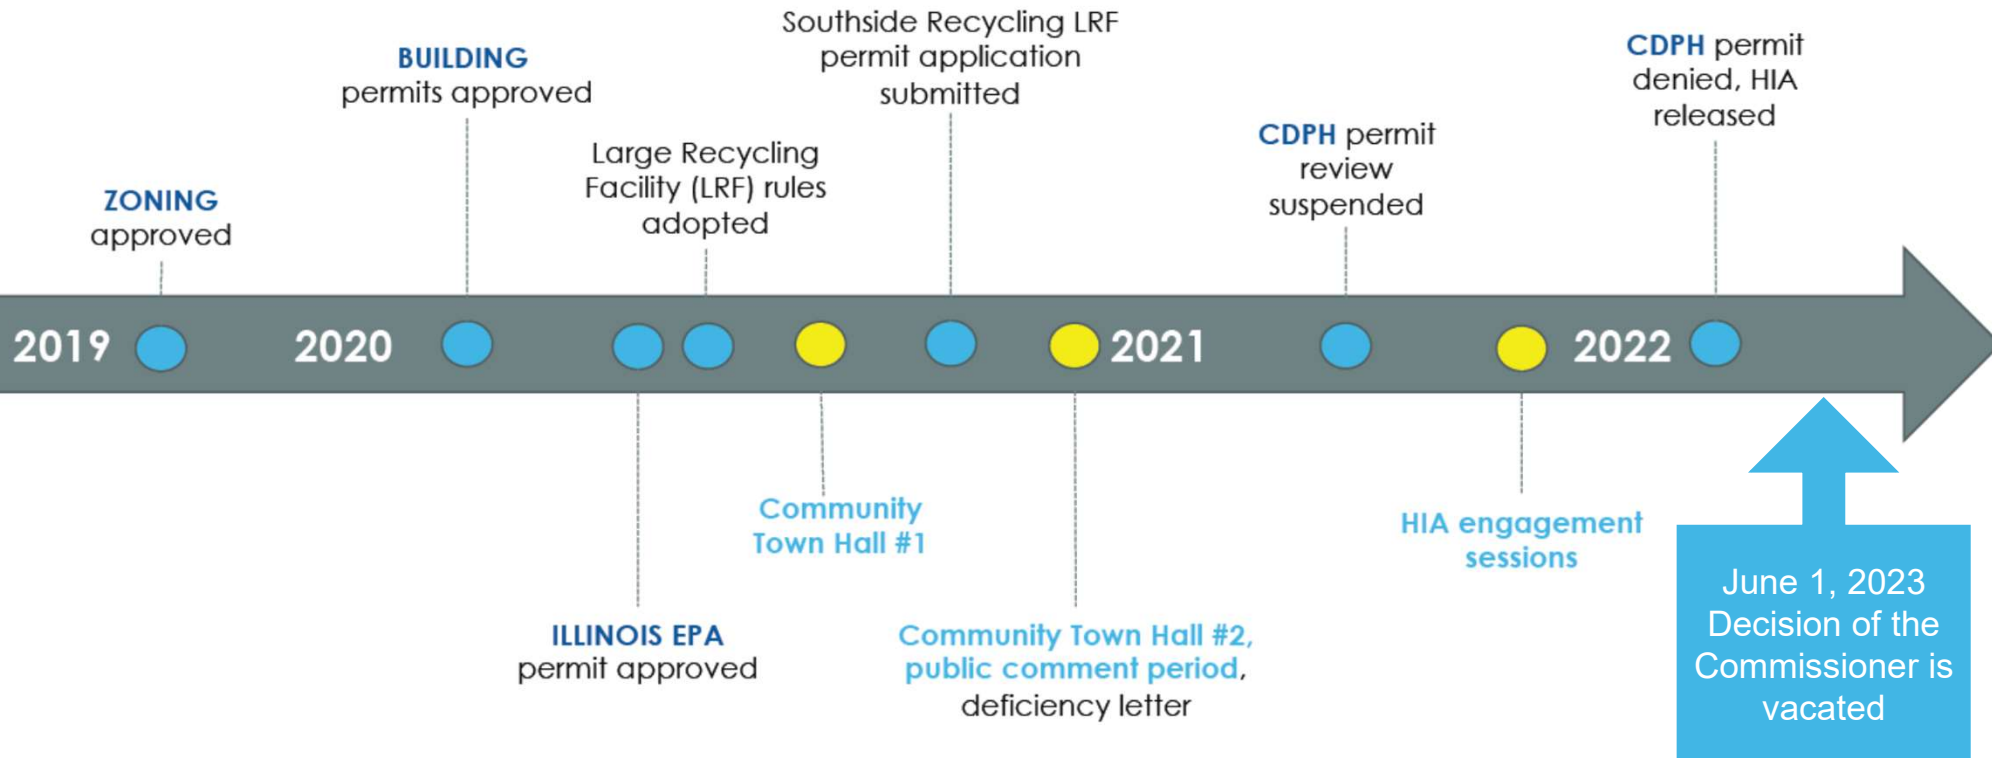 ZONING
approved
BUILDING
permits approved
Large Recycling
Facility (LRF) rules
adopted
Southside Recycling LRF
permit application
submitted
CDPH permit
review
suspended
CDPH permit
denied, HIA
released
2019
2020
2021
2022
ILLINOIS EPA
permit approved
Community
Town Hall #1
Community Town Hall #2,
public comment period,
deficiency letter
HIA engagement
sessions
June 1, 2023
Decision of the
Commissioner is
vacated